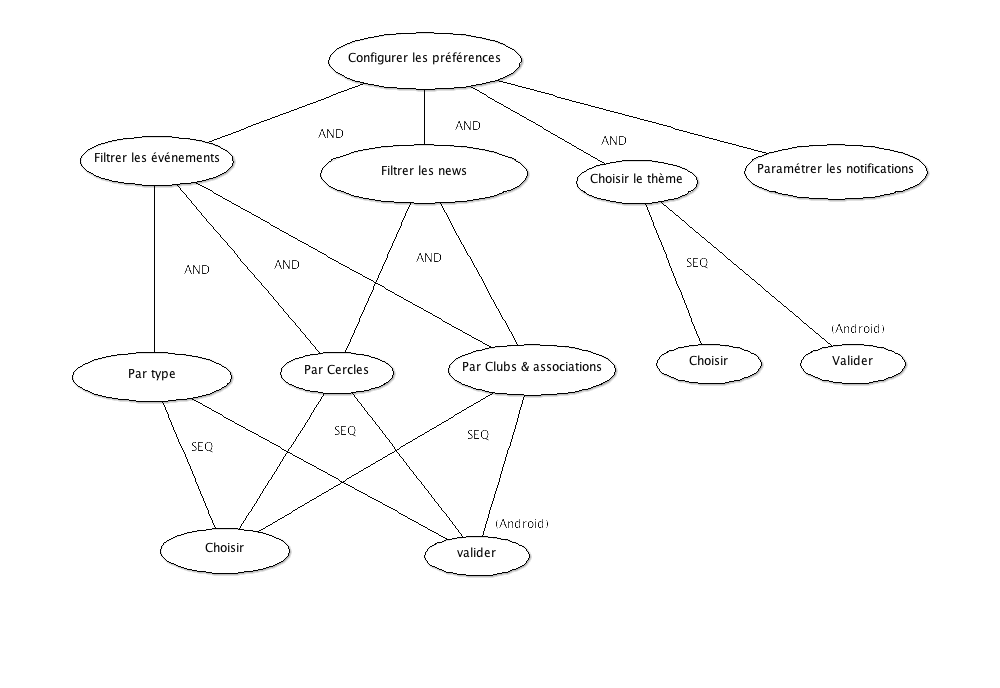 Configurer les préférences
AND
AND
AND
Filtrer les événements
Filtrer les news
Choisir le thème
Paramétrer les notifications
AND
AND
AND
SEQ
(Android)
Par type
Par Cercles
Par Clubs & associations
Choisir
Valider
SEQ
SEQ
SEQ
(Android)
Choisir
valider